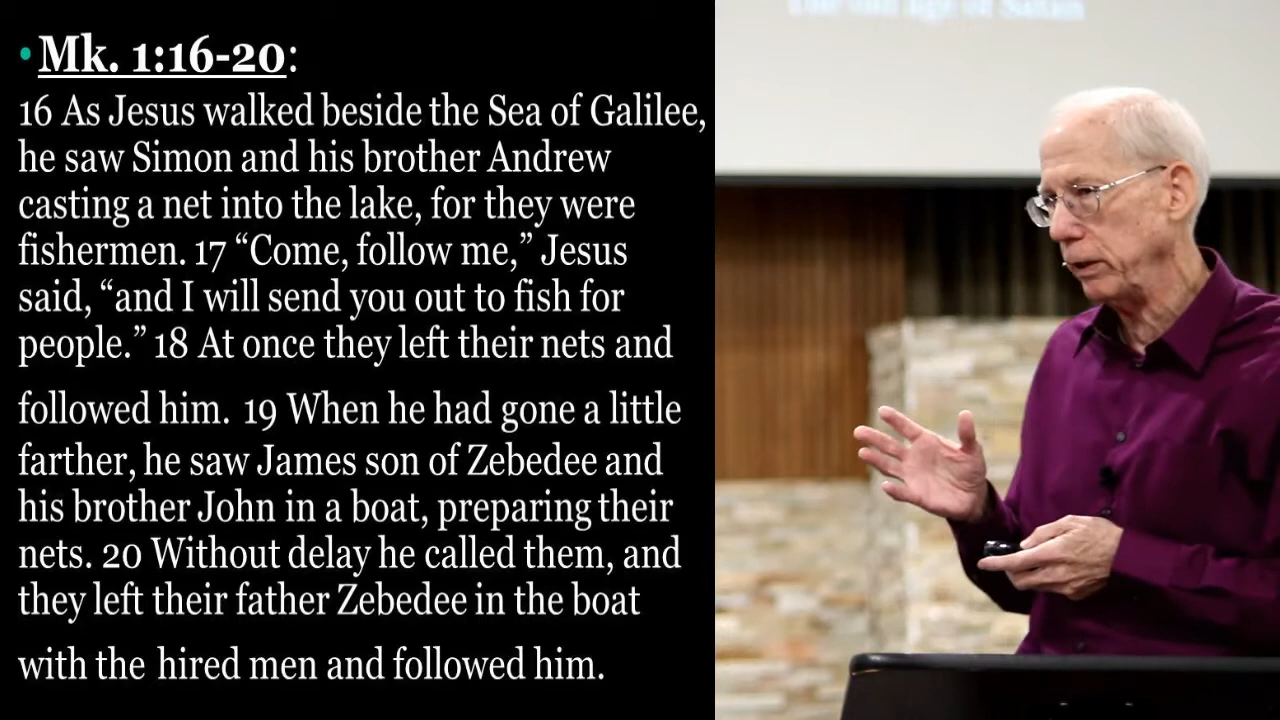 • Mk. 1:16-20:
16 As Jesus walked beside the Sea of Galilee,
he saw Simon and his brother Andrew
casting a net into the lake, for they were
fishermen. 17 “Come, follow me,” Jesus
said, “and I will send you out to fish for
people.” 18 At once they left their nets and
followed him. 19 When he had gone a little
farther, he saw James son of Zebedee and
his brother John in a boat, preparing their
nets. 20 Without delay he called them, and
they left their father Zebedee in the boat
with the hired men and followed him.
of Satan